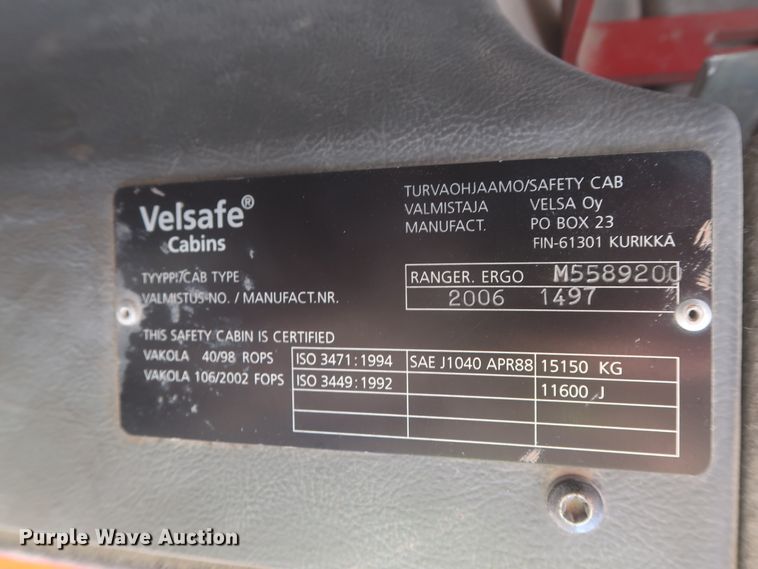 Velsafe®
Cabins
TURVAOHJAAMO/SAFETY CAB
VALMISTAJA VELSA Oy
MANUFACT. PO BOX 23
FIN-61301 KURIKKA
TYYPPI/CAB TYPE RANGER. ERGO M5589200
VALMISTUS-NO. / MANUFACT.NR. 2006 1497
THIS SAFETY CABIN IS CERTIFIED
VAKOLA 40/98 ROPS ISO 3471:1994 SAE J1040 APR88 15150 KG
VAKOLA 106/2002 FOPS ISO 3449:1992 11600 J
Purple Wave Auction